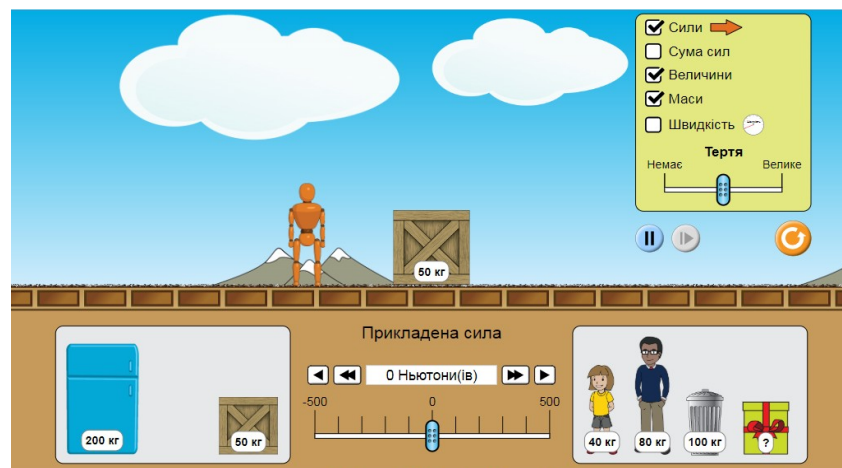 Сили
Сума сил
Величини
Маси
Швидкість
Тертя
Немає Велике
50 кг
Прикладена сила
0 Ньютони(ів)
-500 0 500
200 кг
50 кг
40 кг
80 кг
100 кг
?